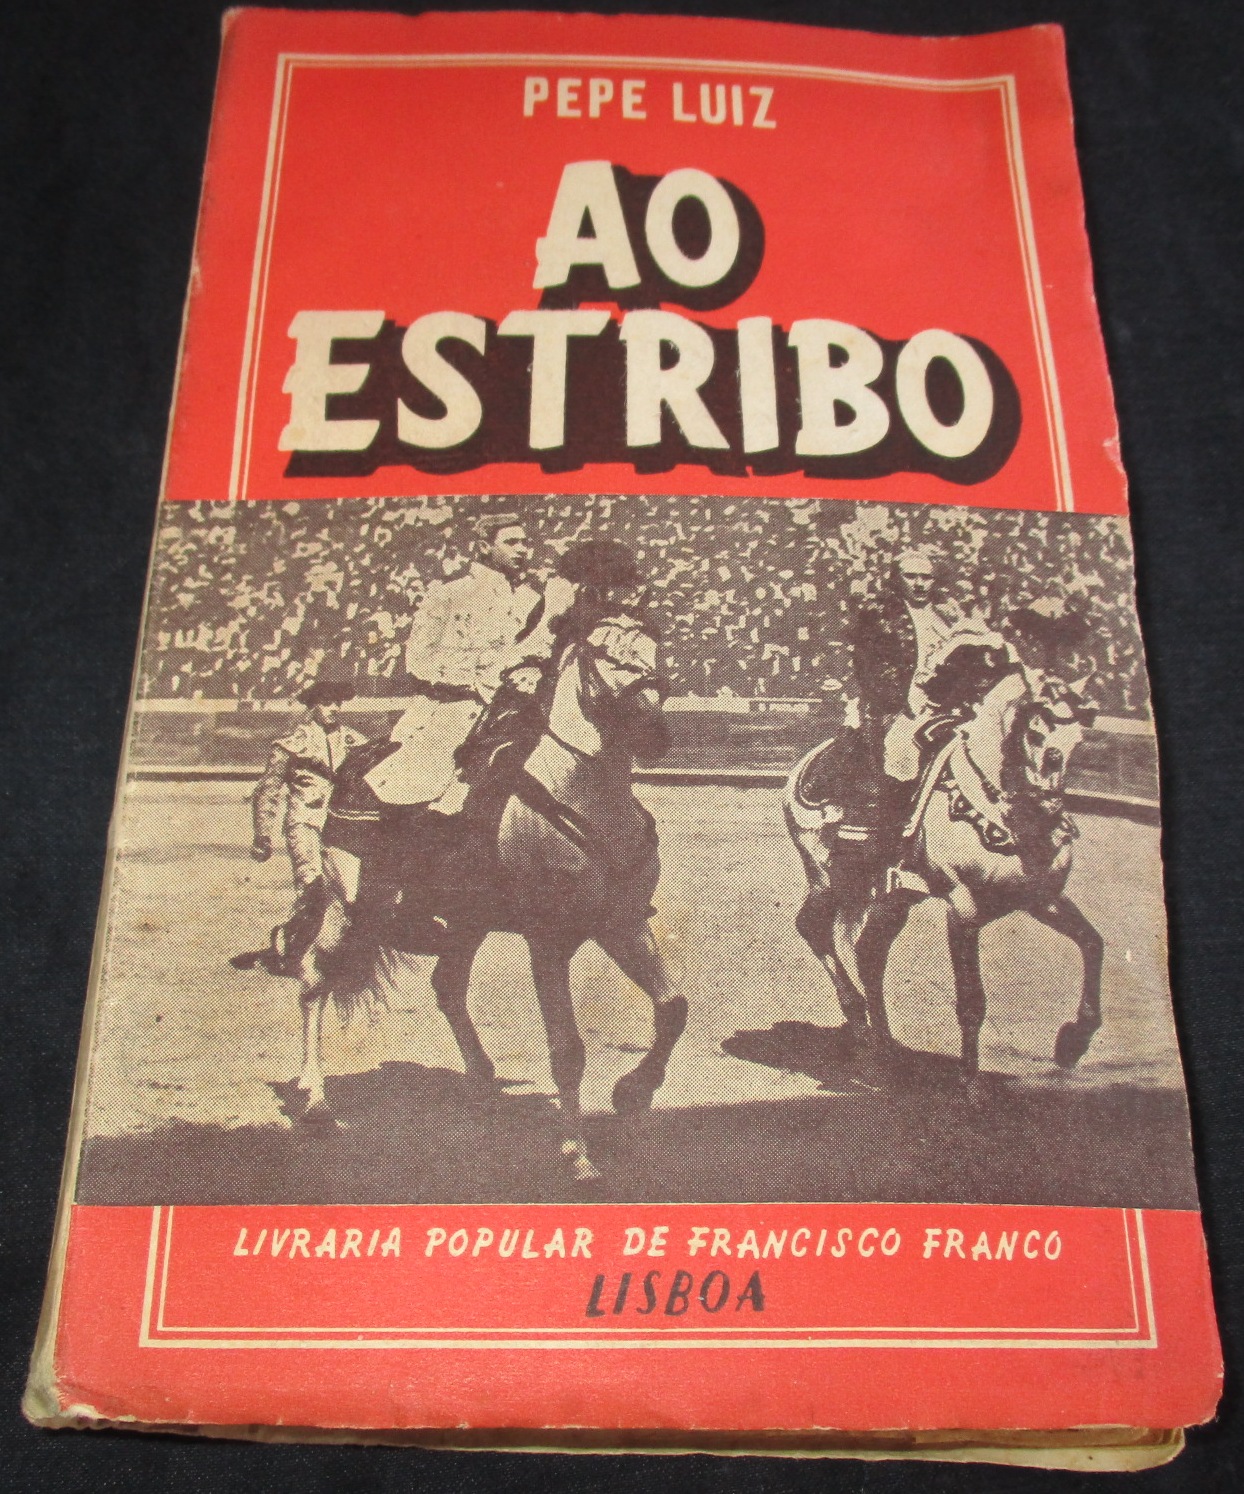 PEPE LUIZ
AO
ESTRIBO
LIVRARIA POPULAR DE FRANCISCO FRANCO
LISBOA